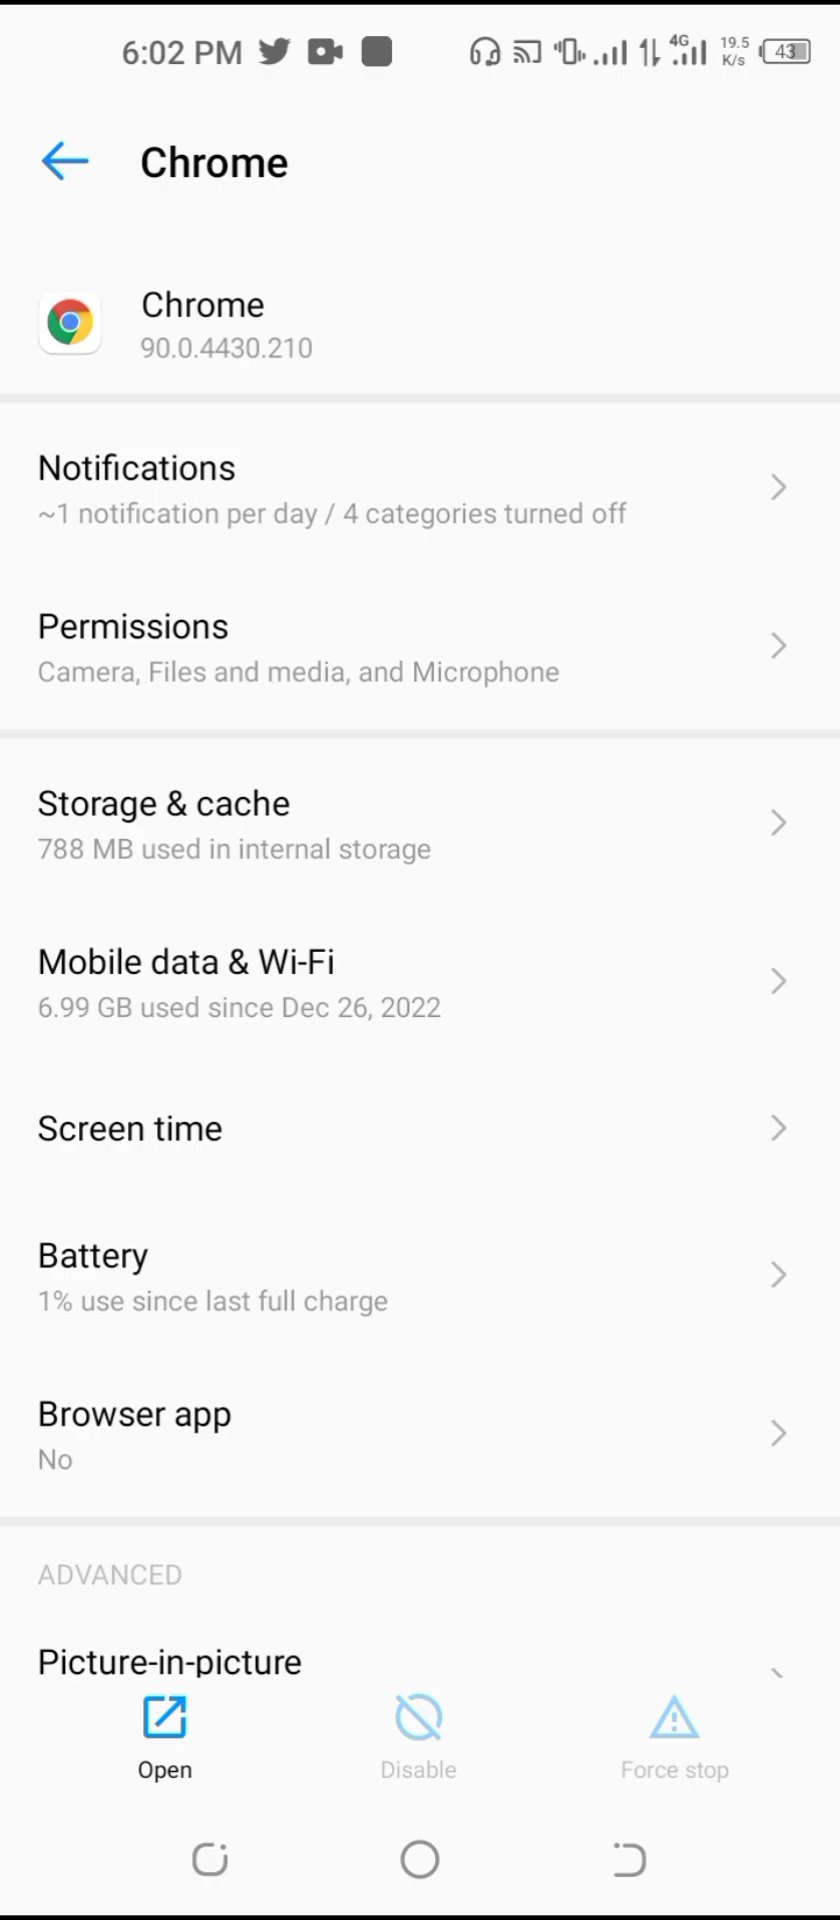 6:02 PM 4G 19.5 K/s 43
Chrome
Chrome
90.0.4430.210
Notifications
~1 notification per day / 4 categories turned off
Permissions
Camera, Files and media, and Microphone
Storage & cache
788 MB used in internal storage
Mobile data & Wi-Fi
6.99 GB used since Dec 26, 2022
Screen time
Battery
1% use since last full charge
Browser app
No
ADVANCED
Picture-in-picture
Open Disable Force stop